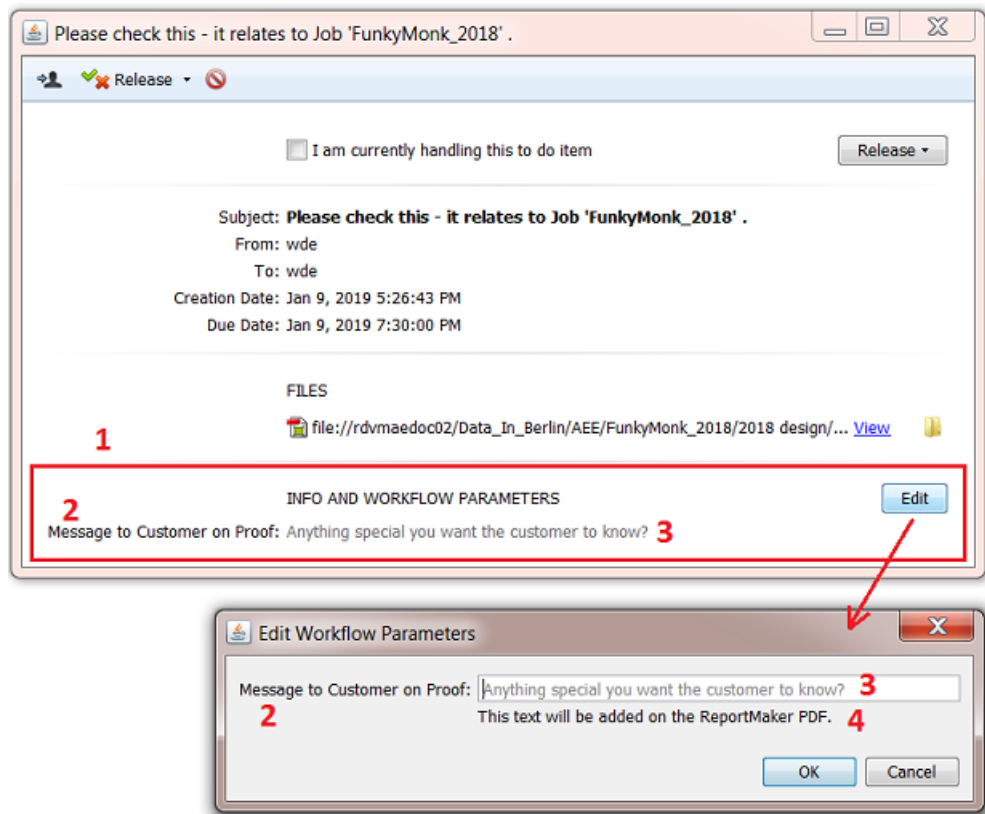 Please check this - it relates to Job 'FunkyMonk_2018' .
Release
I am currently handling this to do item
Release
Subject: Please check this - it relates to Job 'FunkyMonk_2018' .
From: wde
To: wde
Creation Date: Jan 9, 2019 5:26:43 PM
Due Date: Jan 9, 2019 7:30:00 PM
FILES
file://rdvmaedoc02/Data_In_Berlin/AEE/FunkyMonk_2018/2018 design/... View
1
INFO AND WORKFLOW PARAMETERS Edit
2
Message to Customer on Proof: Anything special you want the customer to know? 3
Edit Workflow Parameters
Message to Customer on Proof: Anything special you want the customer to know? 3
2 This text will be added on the ReportMaker PDF. 4
OK Cancel